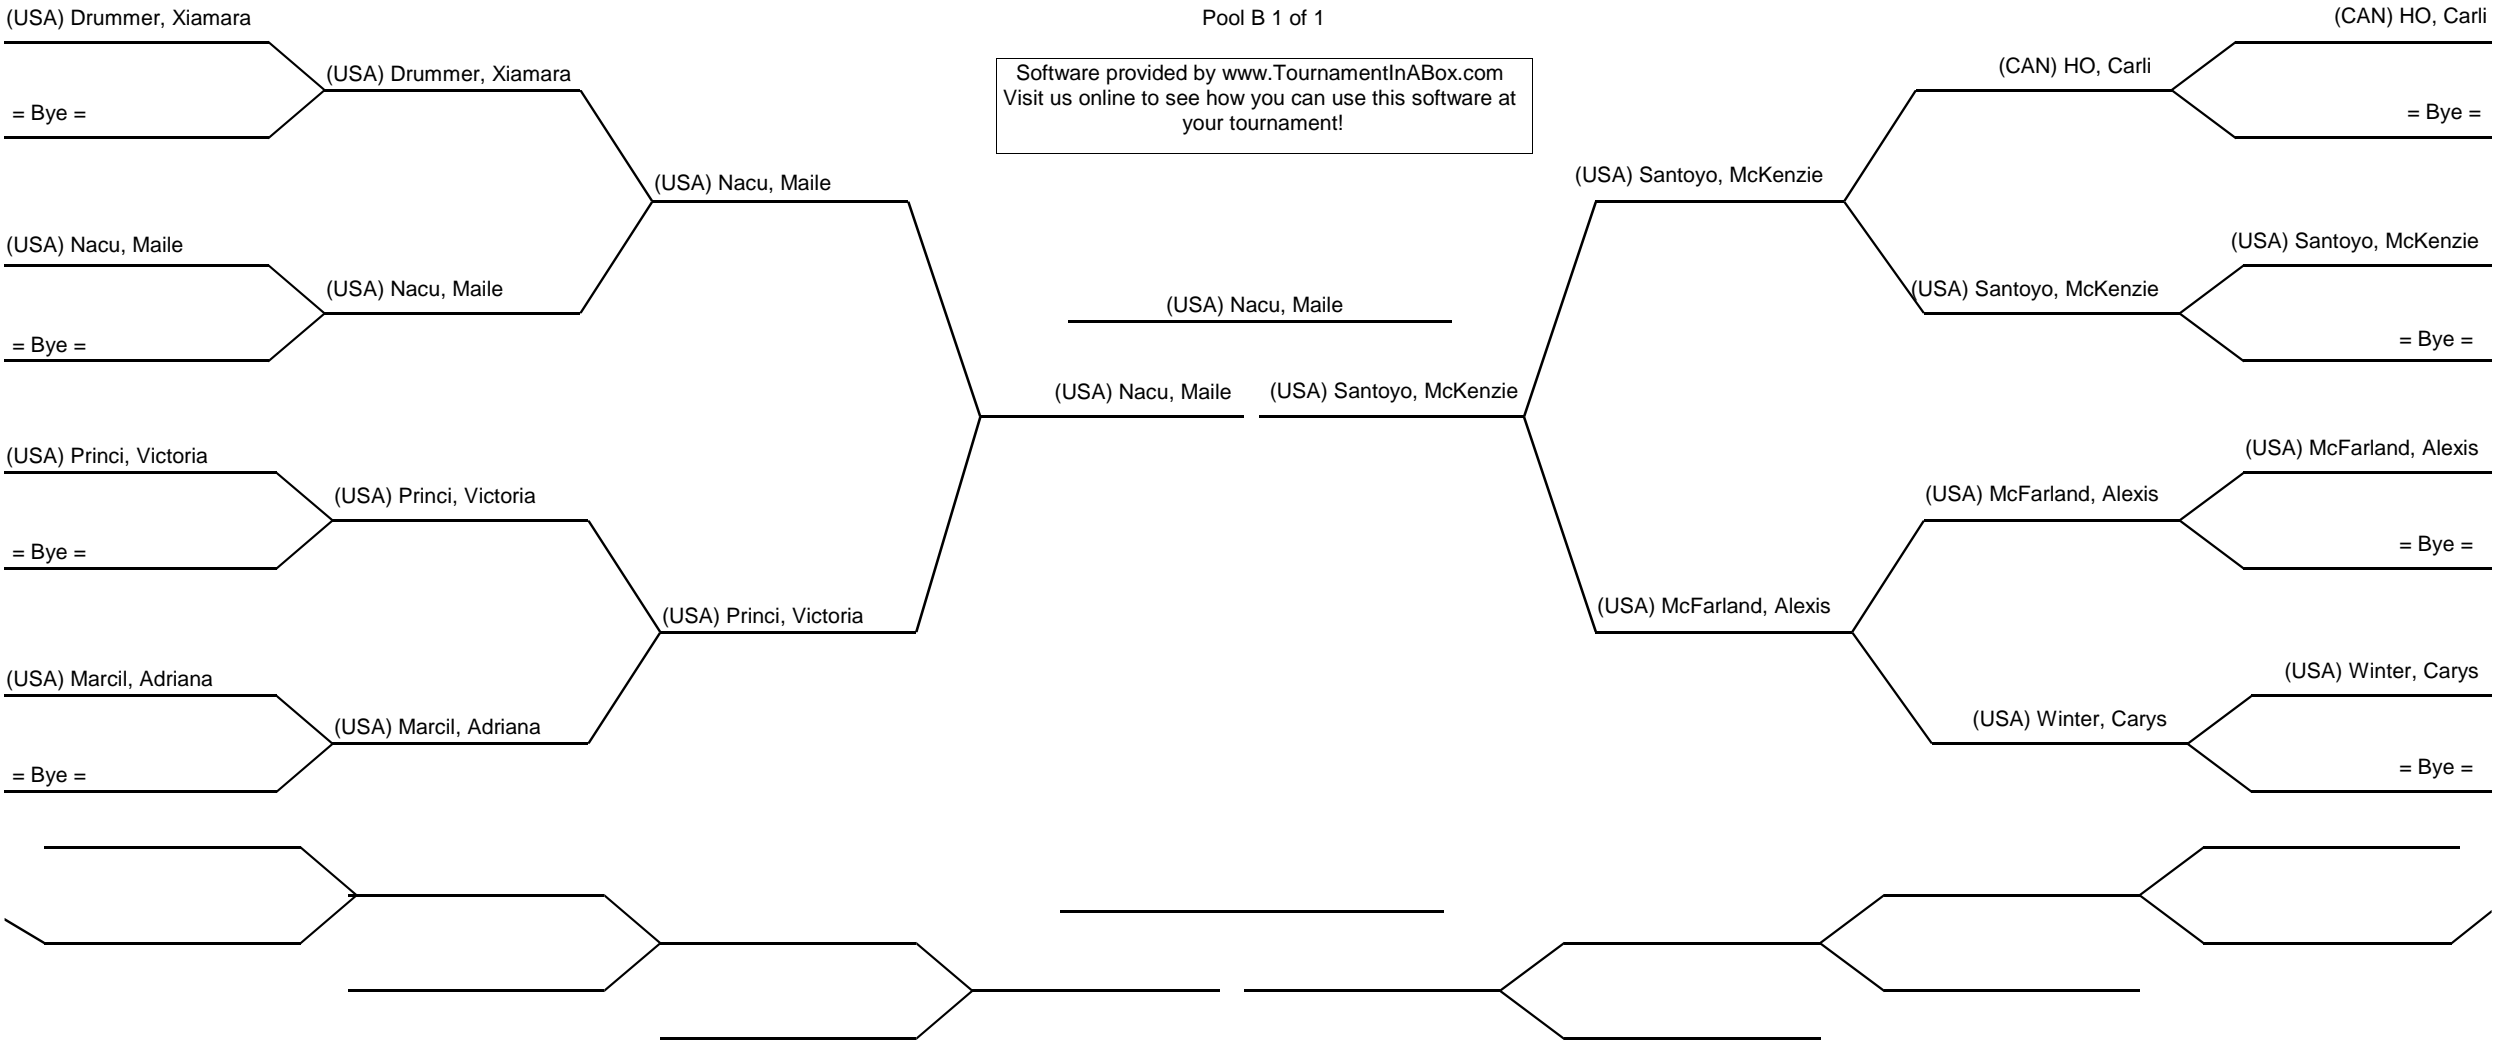 (USA) Drummer, Xiamara
Pool B 1 of 1
(CAN) HO, Carli
(USA) Drummer, Xiamara
Software provided by www.TournamentInABox.com
Visit us online to see how you can use this software at
your tournament!
(CAN) HO, Carli
= Bye =
= Bye =
(USA) Nacu, Maile
(USA) Santoyo, McKenzie
(USA) Nacu, Maile
(USA) Santoyo, McKenzie
(USA) Nacu, Maile
(USA) Santoyo, McKenzie
(USA) Nacu, Maile
= Bye =
= Bye =
(USA) Nacu, Maile
(USA) Santoyo, McKenzie
(USA) Princi, Victoria
(USA) McFarland, Alexis
(USA) Princi, Victoria
(USA) McFarland, Alexis
= Bye =
= Bye =
(USA) Princi, Victoria
(USA) McFarland, Alexis
(USA) Marcil, Adriana
(USA) Winter, Carys
(USA) Marcil, Adriana
(USA) Winter, Carys
= Bye =
= Bye =